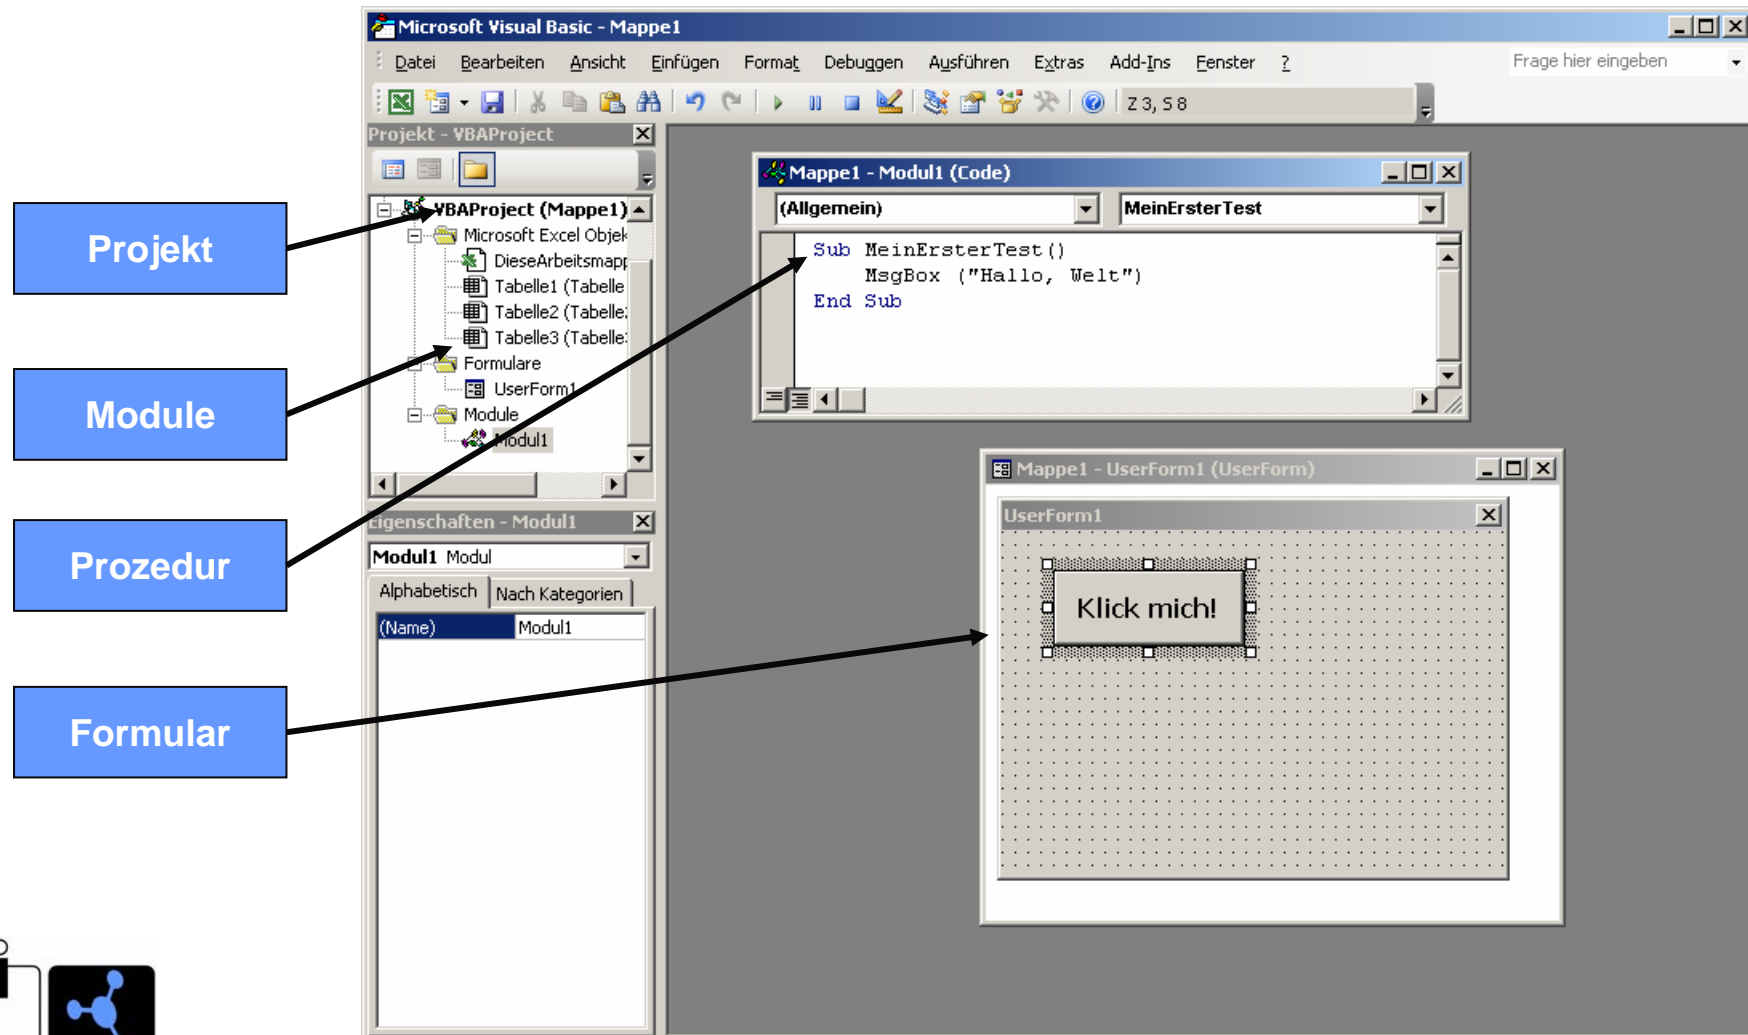 Microsoft Visual Basic - Mappe1
Datei Bearbeiten Ansicht Einfügen Format Debuggen Ausführen Extras Add-Ins Fenster ?
Frage hier eingeben
Z 3, S 8
Projekt - VBAProject
VBAProject (Mappe1)
Microsoft Excel Objek
DieseArbeitsmapp
Tabelle1 (Tabelle
Tabelle2 (Tabelle
Tabelle3 (Tabelle
Formulare
UserForm1
Module
Modul1
Eigenschaften - Modul1
Modul1 Modul
Alphabetisch
Nach Kategorien
(Name)
Modul1
Projekt
Module
Prozedur
Formular
Mappe1 - Modul1 (Code)
(Allgemein)
MeinErsterTest
Sub MeinErsterTest()
MsgBox ("Hallo, Welt")
End Sub
Mappe1 - UserForm1 (UserForm)
UserForm1
Klick mich!